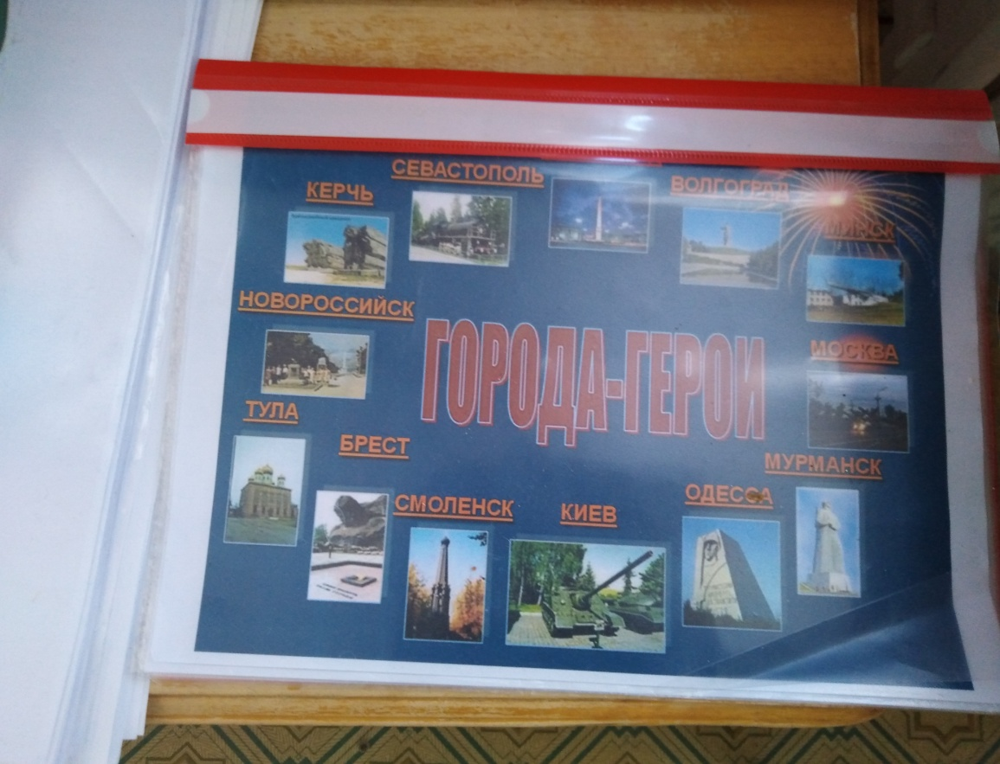 СЕВАСТОПОЛЬ
КЕРЧЬ
ВОЛГОГРАД
МИНСК
НОВОРОССИЙСК
ГОРОДА-ГЕРОИ
МОСКВА
ТУЛА
БРЕСТ
МУРМАНСК
СМОЛЕНСК
КИЕВ
ОДЕССА